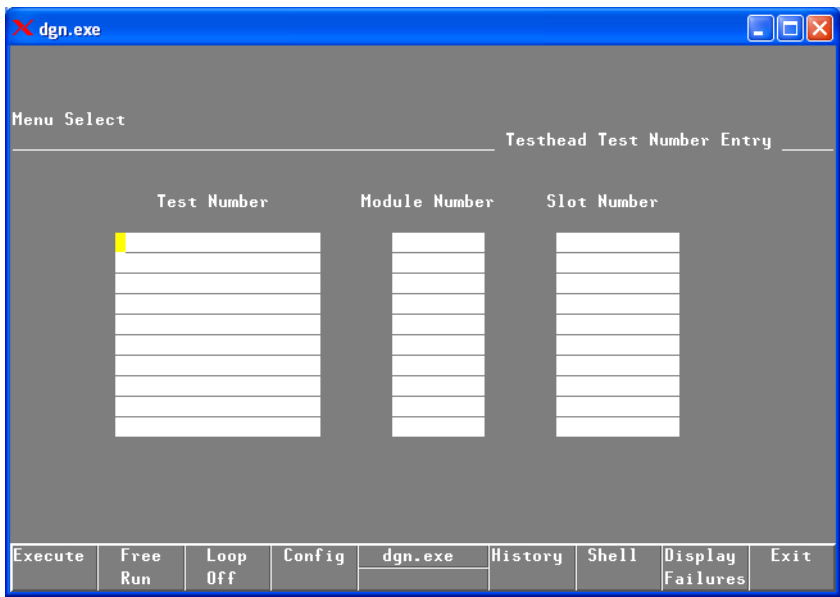 dgn.exe
Menu Select
Testhead Test Number Entry
Test Number Module Number Slot Number
Execute Free Run Loop Off Config dgn.exe History Shell Display Failures Exit